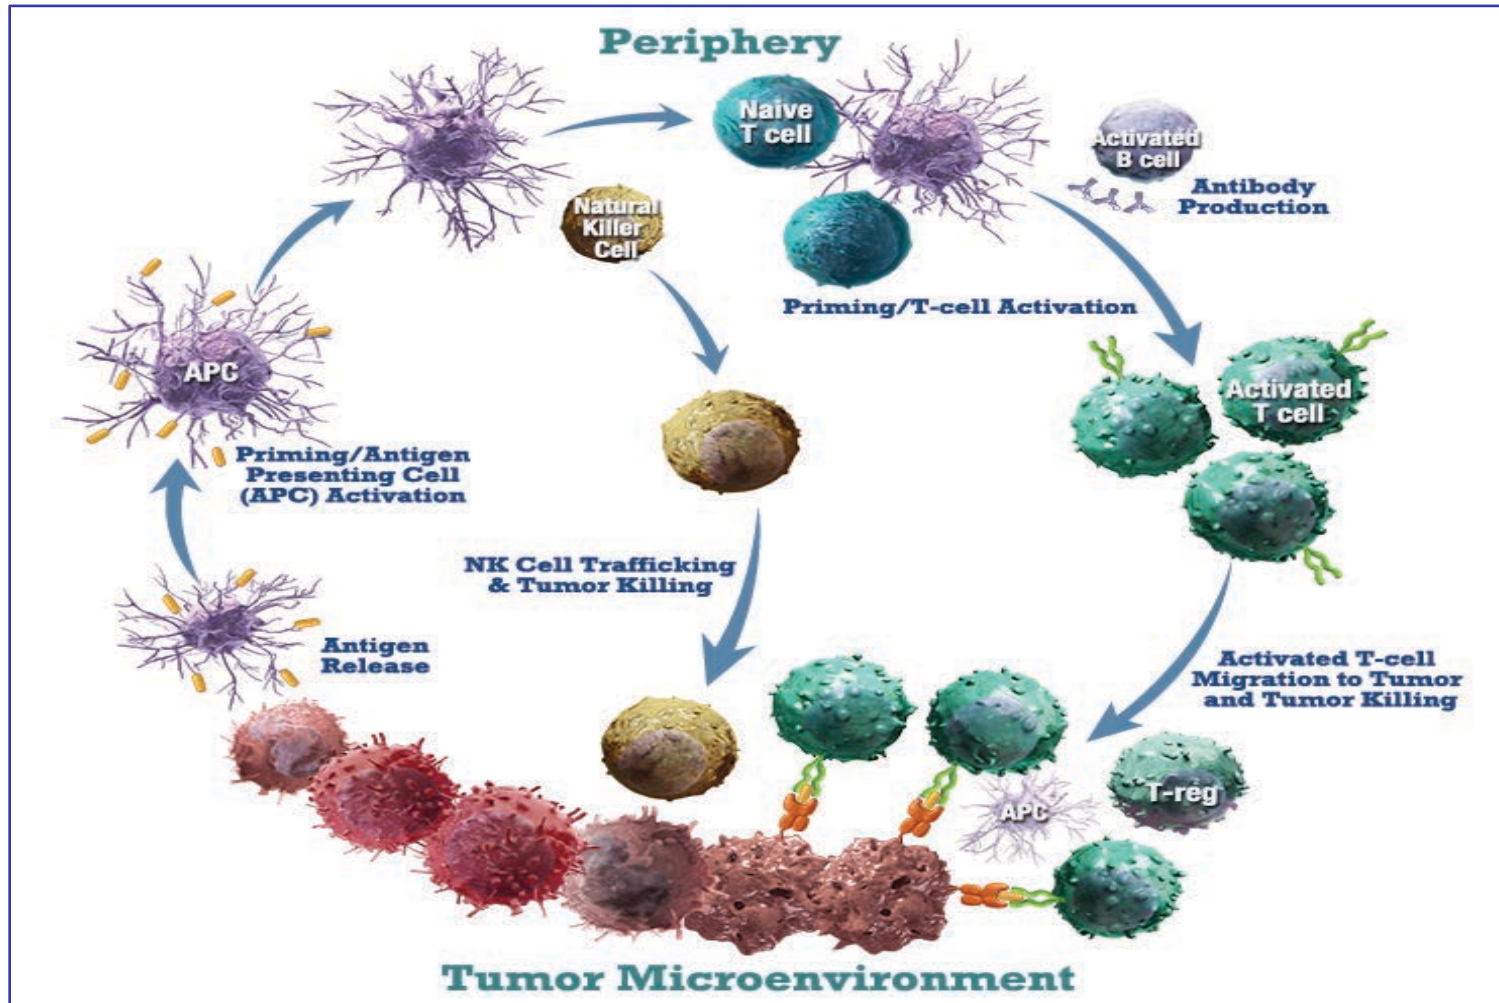 Periphery
Naive
T cell
Activated
B cell
Antibody
Production
Natural
Killer
Cell
Priming/T-cell Activation
APC
Activated
T cell
Priming/Antigen
Presenting Cell
(APC) Activation
NK Cell Trafficking
& Tumor Killing
Antigen
Release
Activated T-cell
Migration to Tumor
and Tumor Killing
T-reg
APC
Tumor Microenvironment